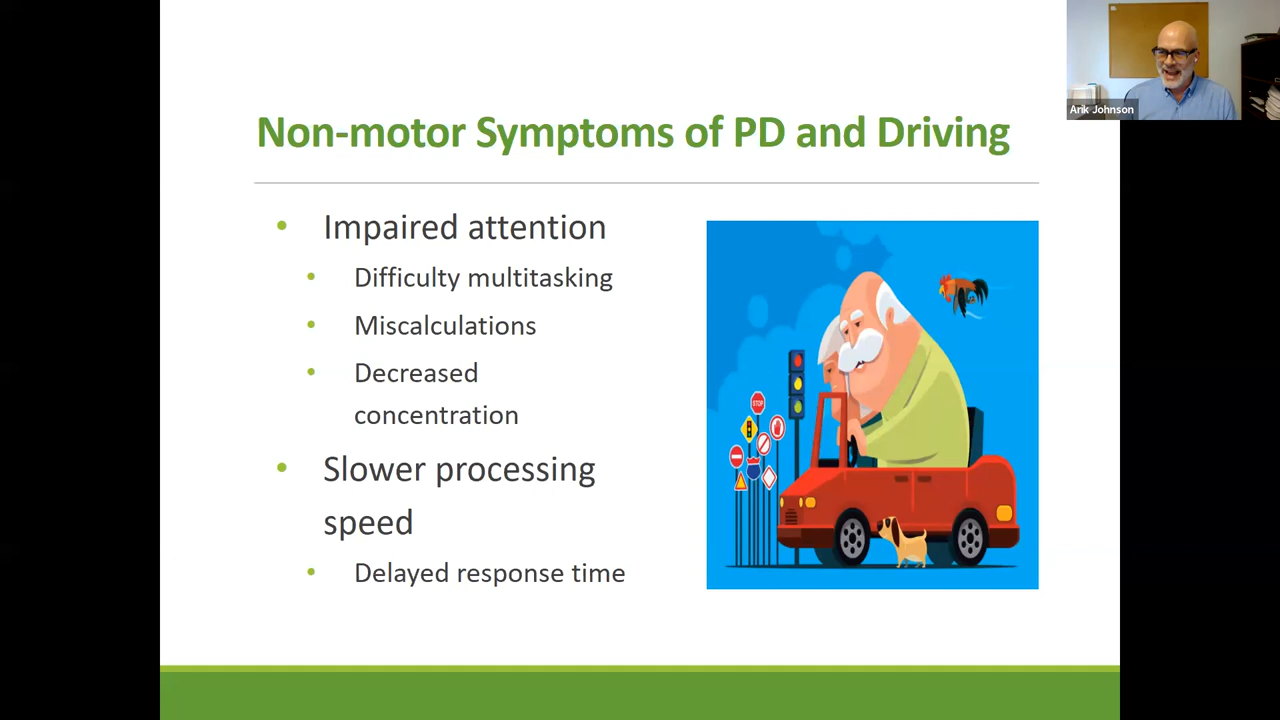 Non-motor Symptoms of PD and Driving
Arik Johnson
• Impaired attention
• Difficulty multitasking
• Miscalculations
• Decreased
concentration
• Slower processing
speed
• Delayed response time
STOP